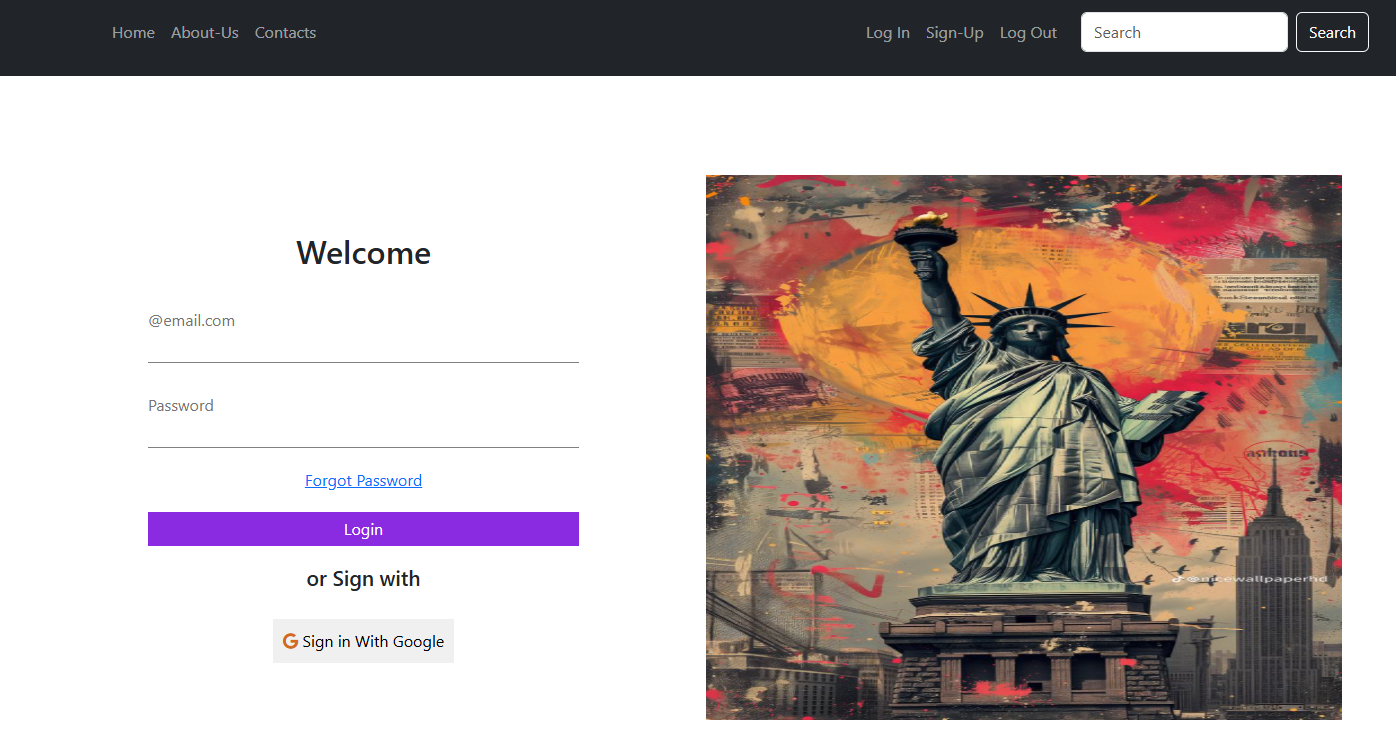 Home About-Us Contacts Log In Sign-Up Log Out Search Search
Welcome
@email.com
Password
Forgot Password
Login
or Sign with
G Sign in With Google
@nicewallpaperhd